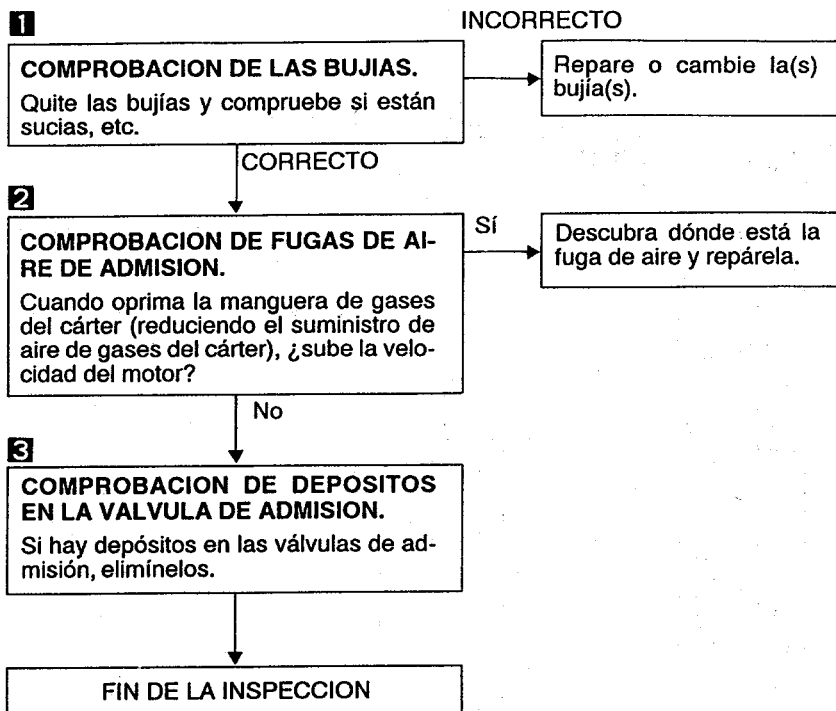 1
INCORRECTO
COMPROBACION DE LAS BUJIAS.
Quite las bujías y compruebe si están
sucias, etc.
Repare o cambie la(s)
bujía(s).
CORRECTO
2
COMPROBACION DE FUGAS DE AI-
RE DE ADMISION.
Cuando oprima la manguera de gases
del cárter (reduciendo el suministro de
aire de gases del cárter), ¿sube la velo-
cidad del motor?
Sí
Descubra dónde está la
fuga de aire y repárela.
No
3
COMPROBACION DE DEPOSITOS
EN LA VALVULA DE ADMISION.
Si hay depósitos en las válvulas de ad-
misión, elimínelos.
FIN DE LA INSPECCION